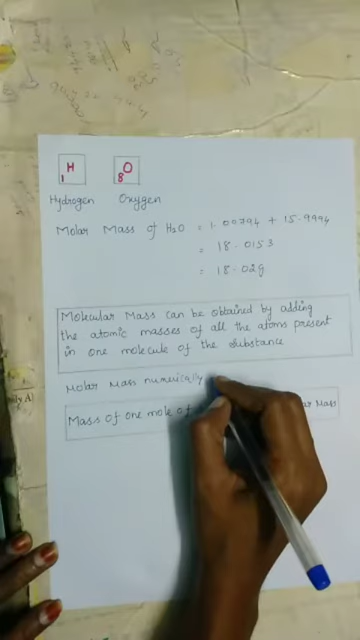 H
1
O
8
Hydrogen Oxygen
Molar Mass of H2O = 1.00794 + 15.9994
= 18.0153
= 18.02g
Molecular Mass can be obtained by adding
the atomic masses of all the atoms present
in one molecule of the substance
Molar Mass numerically
Mass of one mole of ar Mass